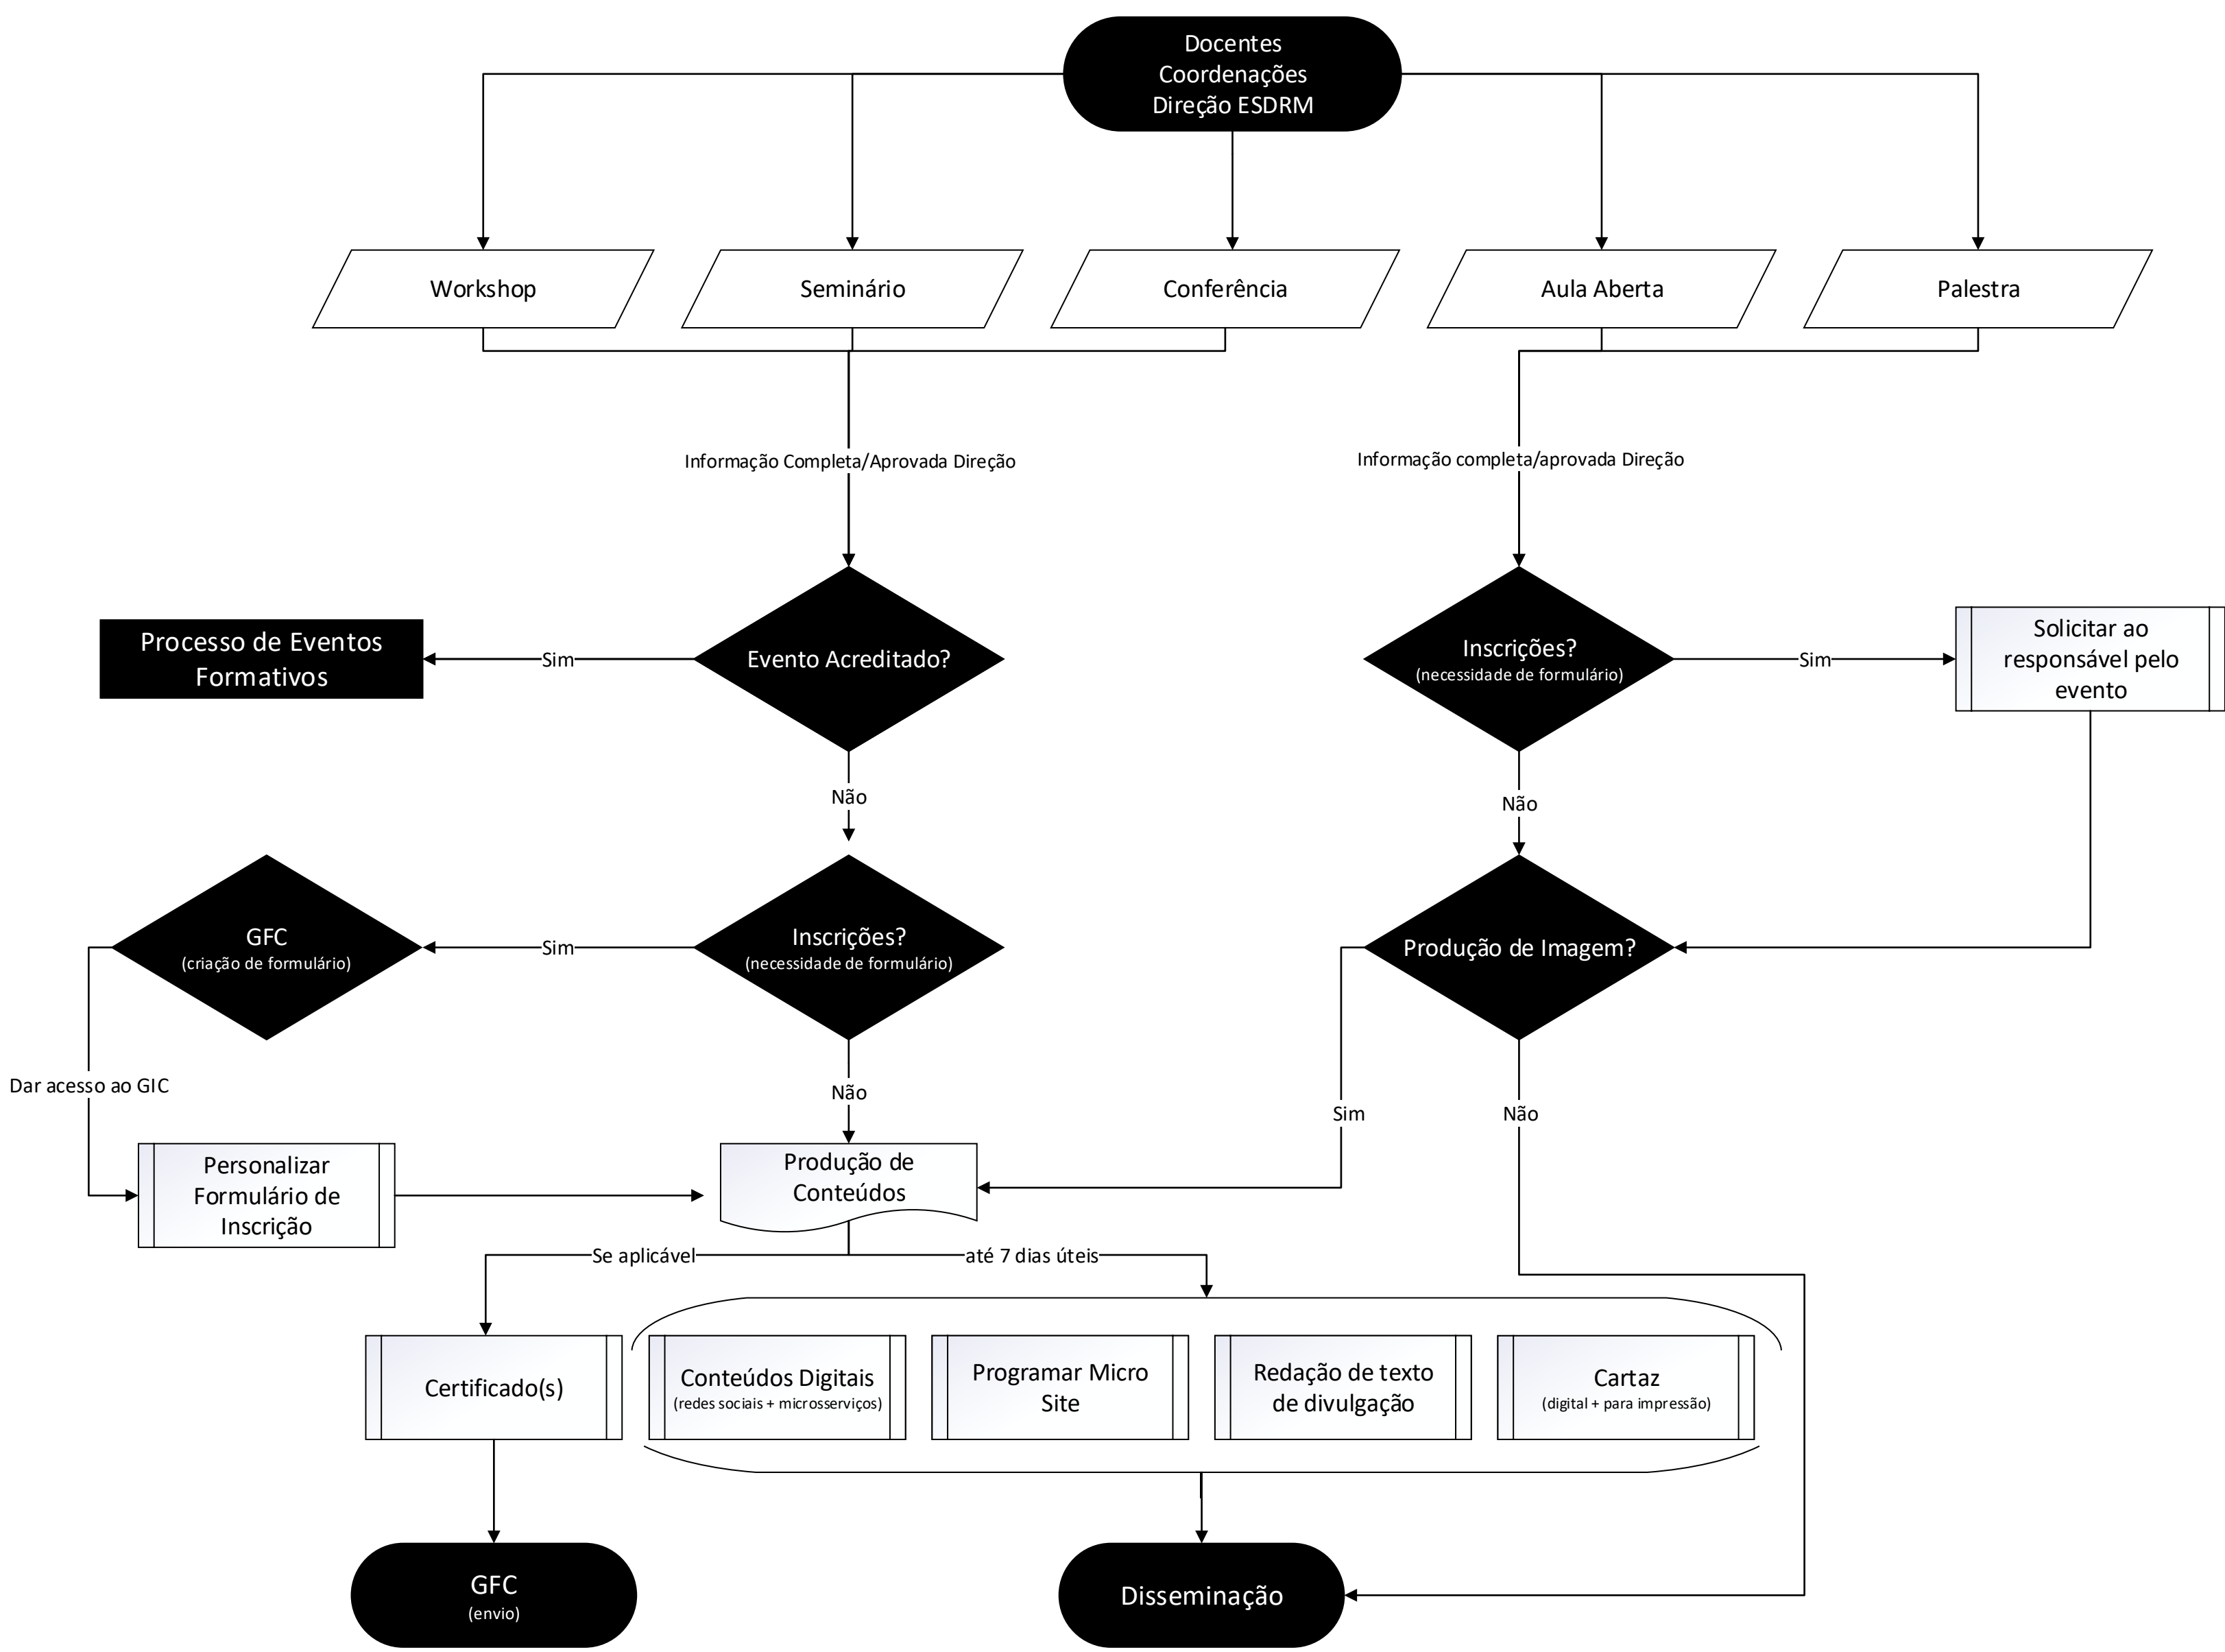 Docentes
Coordenações
Direção ESDRM
Workshop
Seminário
Conferência
Aula Aberta
Palestra
Informação Completa/Aprovada Direção
Informação completa/aprovada Direção
Processo de Eventos
Formativos
Sim
Evento Acreditado?
Inscrições?
(necessidade de formulário)
Sim
Solicitar ao
responsável pelo
evento
Não
Não
GFC
(criação de formulário)
Sim
Inscrições?
(necessidade de formulário)
Produção de Imagem?
Dar acesso ao GIC
Não
Sim
Não
Personalizar
Formulário de
Inscrição
Produção de
Conteúdos
Se aplicável
até 7 dias úteis
Certificado(s)
Conteúdos Digitais
(redes sociais + microsserviços)
Programar Micro
Site
Redação de texto
de divulgação
Cartaz
(digital + para impressão)
GFC
(envio)
Disseminação